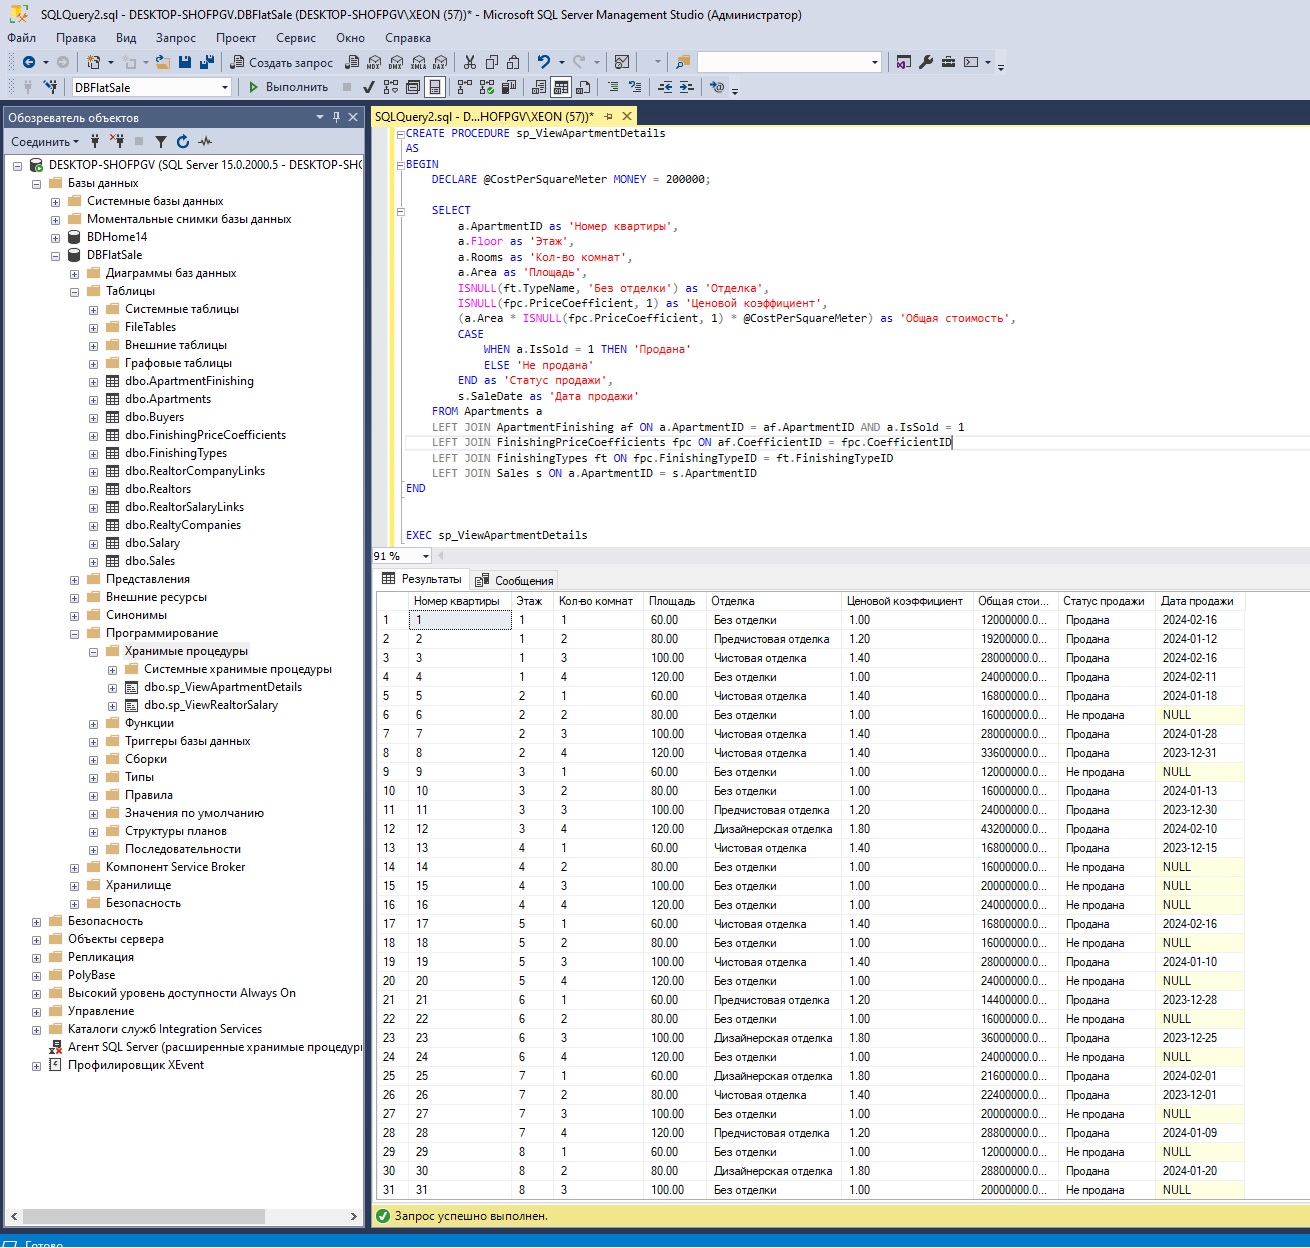 SQLQuery2.sql - DESKTOP-SHOFPGV.DBFlatSale (DESKTOP-SHOFPGV\XEON (57))* - Microsoft SQL Server Management Studio (Администратор)
Файл Правка Вид Запрос Проект Сервис Окно Справка
Создать запрос MDX DMX XMLA DAX
DBFlatSale Выполнить
Обозреватель объектов
Соединить
DESKTOP-SHOFPGV (SQL Server 15.0.2000.5 - DESKTOP-SHO
Базы данных
Системные базы данных
Моментальные снимки базы данных
BDHome14
DBFlatSale
Диаграммы баз данных
Таблицы
Системные таблицы
FileTables
Внешние таблицы
Графовые таблицы
dbo.ApartmentFinishing
dbo.Apartments
dbo.Buyers
dbo.FinishingPriceCoefficients
dbo.FinishingTypes
dbo.RealtorCompanyLinks
dbo.Realtors
dbo.RealtorSalaryLinks
dbo.RealtyCompanies
dbo.Salary
dbo.Sales
Представления
Внешние ресурсы
Синонимы
Программирование
Хранимые процедуры
Системные хранимые процедуры
dbo.sp_ViewApartmentDetails
dbo.sp_ViewRealtorSalary
Функции
Триггеры базы данных
Сборки
Типы
Правила
Значения по умолчанию
Структуры планов
Последовательности
Компонент Service Broker
Хранилище
Безопасность
Безопасность
Объекты сервера
Репликация
PolyBase
Высокий уровень доступности Always On
Управление
Каталоги служб Integration Services
Агент SQL Server (расширенные хранимые процедур
Профилировщик XEvent
SQLQuery2.sql - D...HOFPGV\XEON (57))*
CREATE PROCEDURE sp_ViewApartmentDetails
AS
BEGIN
DECLARE @CostPerSquareMeter MONEY = 200000;
SELECT
a.ApartmentID as 'Номер квартиры',
a.Floor as 'Этаж',
a.Rooms as 'Кол-во комнат',
a.Area as 'Площадь',
ISNULL(ft.TypeName, 'Без отделки') as 'Отделка',
ISNULL(fpc.PriceCoefficient, 1) as 'Ценовой коэффициент',
(a.Area * ISNULL(fpc.PriceCoefficient, 1) * @CostPerSquareMeter) as 'Общая стоимость',
CASE
WHEN a.IsSold = 1 THEN 'Продана'
ELSE 'Не продана'
END as 'Статус продажи',
s.SaleDate as 'Дата продажи'
FROM Apartments a
LEFT JOIN ApartmentFinishing af ON a.ApartmentID = af.ApartmentID AND a.IsSold = 1
LEFT JOIN FinishingPriceCoefficients fpc ON af.CoefficientID = fpc.CoefficientID
LEFT JOIN FinishingTypes ft ON fpc.FinishingTypeID = ft.FinishingTypeID
LEFT JOIN Sales s ON a.ApartmentID = s.ApartmentID
END
EXEC sp_ViewApartmentDetails
91 %
Результаты Сообщения
Номер квартиры Этаж Кол-во комнат Площадь Отделка Ценовой коэффициент Общая стои... Статус продажи Дата продажи
1 1 1 1 60.00 Без отделки 1.00 12000000.0... Продана 2024-02-16
2 2 1 2 80.00 Предчистовая отделка 1.20 19200000.0... Продана 2024-01-12
3 3 1 3 100.00 Чистовая отделка 1.40 28000000.0... Продана 2024-02-16
4 4 1 4 120.00 Без отделки 1.00 24000000.0... Продана 2024-02-11
5 5 2 1 60.00 Чистовая отделка 1.40 16800000.0... Продана 2024-01-18
6 6 2 2 80.00 Без отделки 1.00 16000000.0... Не продана NULL
7 7 2 3 100.00 Чистовая отделка 1.40 28000000.0... Продана 2024-01-28
8 8 2 4 120.00 Чистовая отделка 1.40 33600000.0... Продана 2023-12-31
9 9 3 1 60.00 Без отделки 1.00 12000000.0... Не продана NULL
10 10 3 2 80.00 Без отделки 1.00 16000000.0... Продана 2024-01-13
11 11 3 3 100.00 Предчистовая отделка 1.20 24000000.0... Продана 2023-12-30
12 12 3 4 120.00 Дизайнерская отделка 1.80 43200000.0... Продана 2024-02-10
13 13 4 1 60.00 Чистовая отделка 1.40 16800000.0... Продана 2023-12-15
14 14 4 2 80.00 Без отделки 1.00 16000000.0... Не продана NULL
15 15 4 3 100.00 Без отделки 1.00 20000000.0... Не продана NULL
16 16 4 4 120.00 Без отделки 1.00 24000000.0... Не продана NULL
17 17 5 1 60.00 Чистовая отделка 1.40 16800000.0... Продана 2024-02-16
18 18 5 2 80.00 Без отделки 1.00 16000000.0... Не продана NULL
19 19 5 3 100.00 Чистовая отделка 1.40 28000000.0... Продана 2024-01-10
20 20 5 4 120.00 Без отделки 1.00 24000000.0... Не продана NULL
21 21 6 1 60.00 Предчистовая отделка 1.20 14400000.0... Продана 2023-12-28
22 22 6 2 80.00 Без отделки 1.00 16000000.0... Не продана NULL
23 23 6 3 100.00 Дизайнерская отделка 1.80 36000000.0... Продана 2023-12-25
24 24 6 4 120.00 Без отделки 1.00 24000000.0... Не продана NULL
25 25 7 1 60.00 Дизайнерская отделка 1.80 21600000.0... Продана 2024-02-01
26 26 7 2 80.00 Чистовая отделка 1.40 22400000.0... Продана 2023-12-01
27 27 7 3 100.00 Без отделки 1.00 20000000.0... Не продана NULL
28 28 7 4 120.00 Предчистовая отделка 1.20 28800000.0... Продана 2024-01-09
29 29 8 1 60.00 Без отделки 1.00 12000000.0... Не продана NULL
30 30 8 2 80.00 Дизайнерская отделка 1.80 28800000.0... Продана 2024-01-20
31 31 8 3 100.00 Без отделки 1.00 20000000.0... Не продана NULL
Запрос успешно выполнен.
Готово